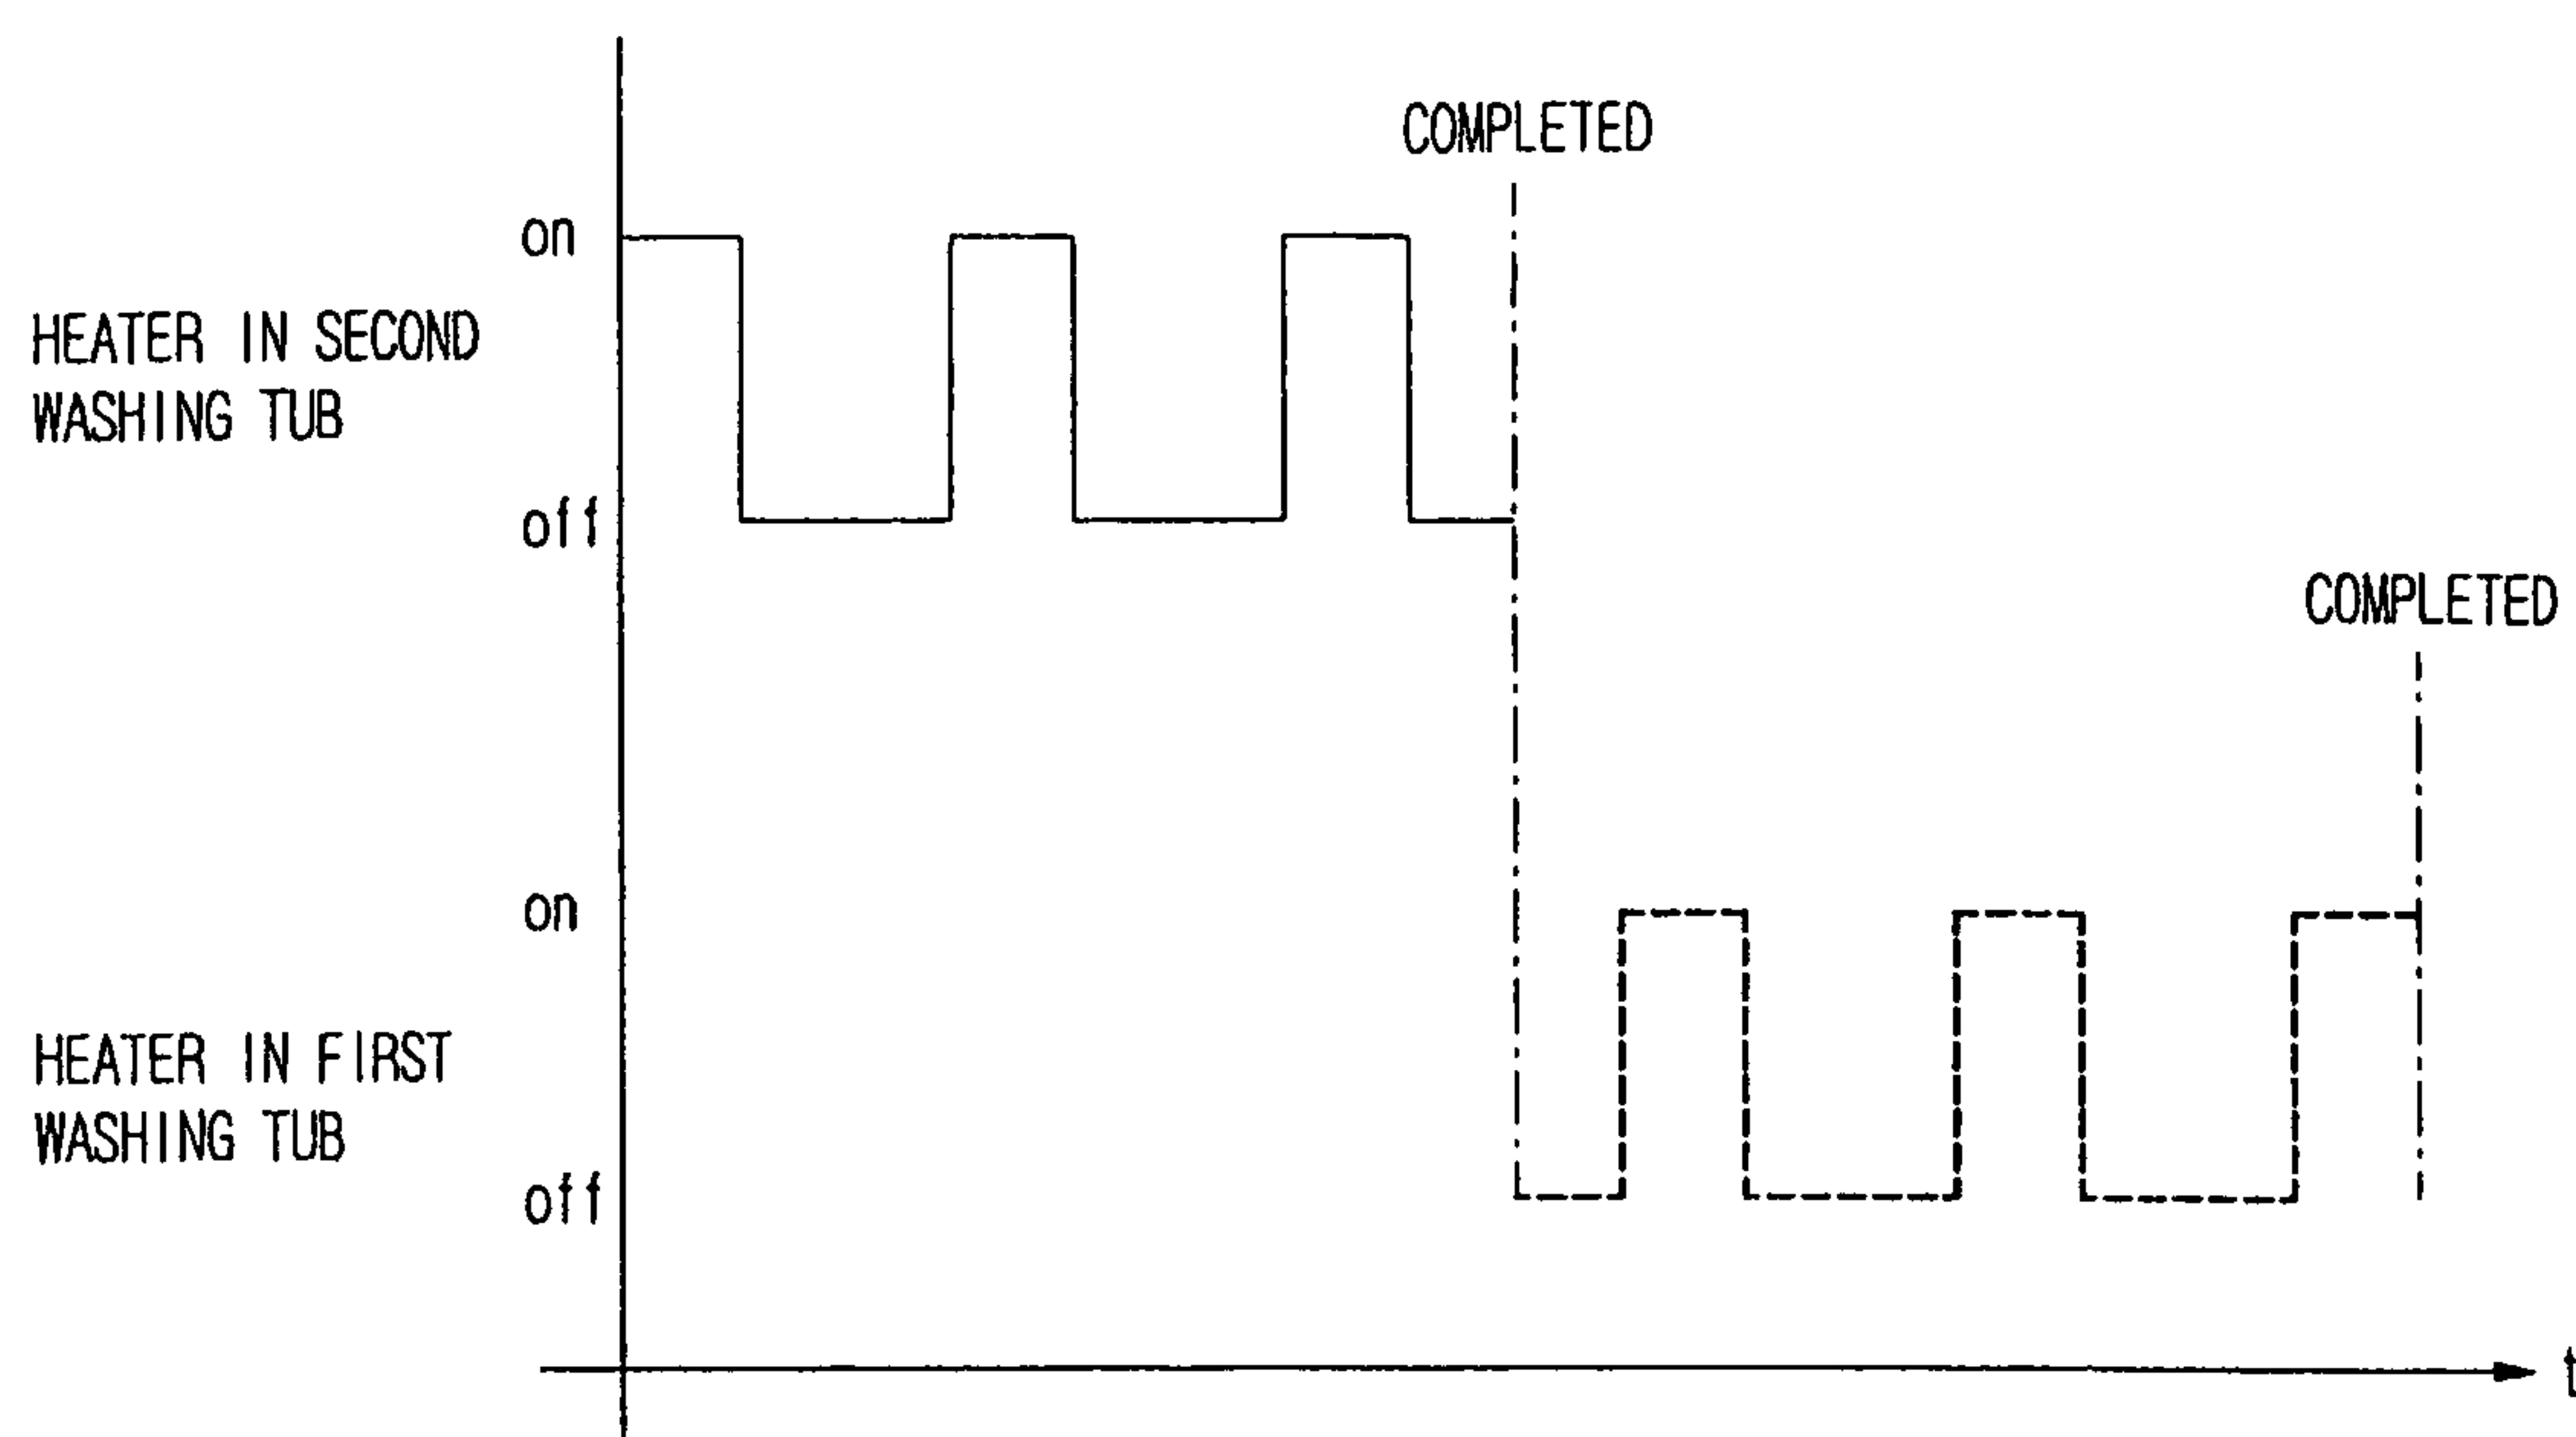 COMPLETED
on
HEATER IN SECOND
WASHING TUB
off
COMPLETED
on
HEATER IN FIRST
WASHING TUB
off
t